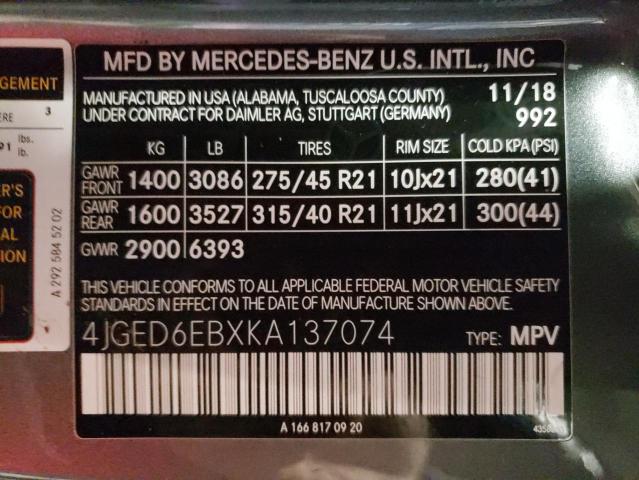 MFD BY MERCEDES-BENZ U.S. INTL., INC
MANUFACTURED IN USA (ALABAMA, TUSCALOOSA COUNTY) 11/18
UNDER CONTRACT FOR DAIMLER AG, STUTTGART (GERMANY) 992
KG LB TIRES RIM SIZE COLD KPA(PSI)
GAWR FRONT 1400 3086 275/45 R21 10Jx21 280(41)
GAWR REAR 1600 3527 315/40 R21 11Jx21 300(44)
GVWR 2900 6393
THIS VEHICLE CONFORMS TO ALL APPLICABLE FEDERAL MOTOR VEHICLE SAFETY
STANDARDS IN EFFECT ON THE DATE OF MANUFACTURE SHOWN ABOVE.
4JGED6EBXKA137074 TYPE: MPV
A 166 817 09 20
GEMENT
ERE 3
91 lbs.
lb.
ER'S
FOR
AL
ION
A 292 584 52 02